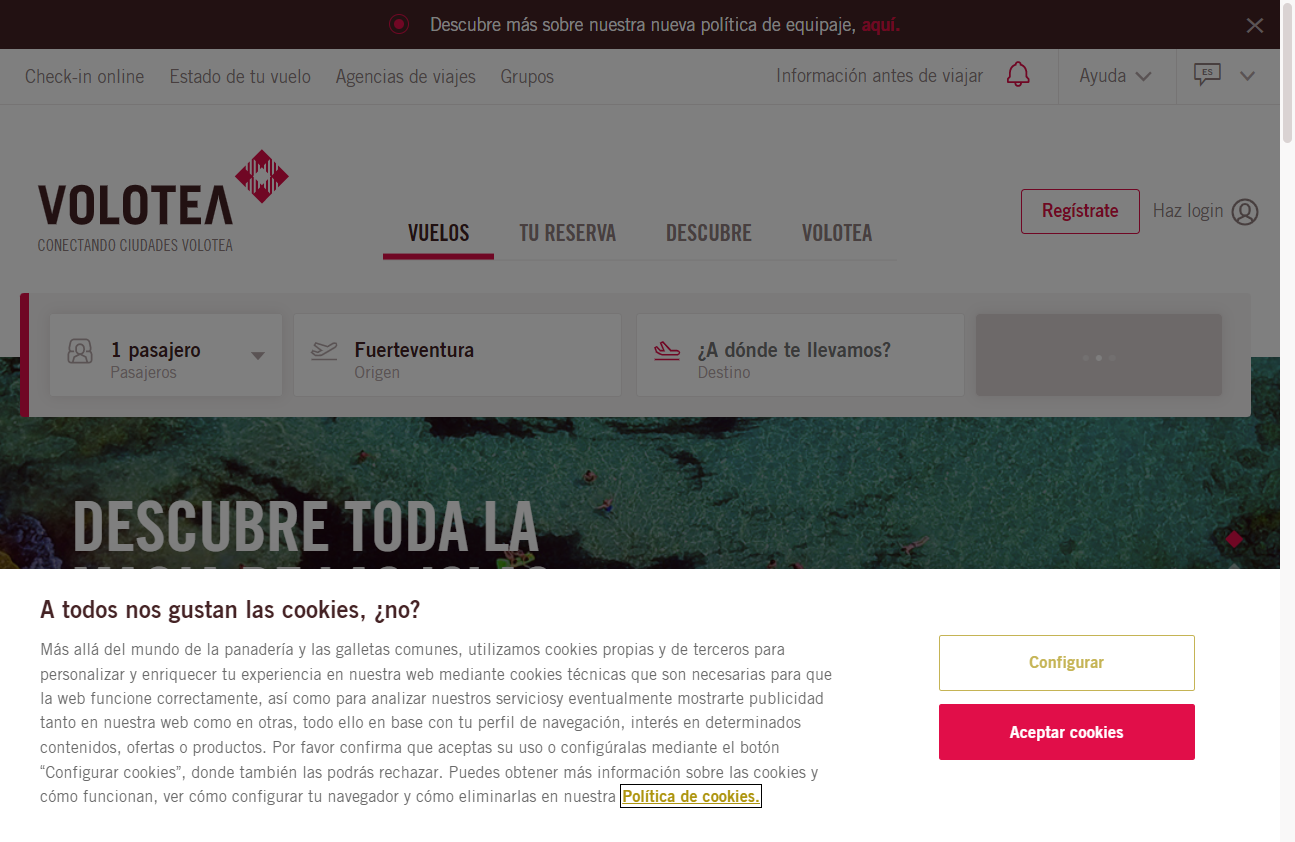 Descubre más sobre nuestra nueva política de equipaje, aquí.
Check-in online Estado de tu vuelo Agencias de viajes Grupos Información antes de viajar Ayuda ES
VOLOTEA
CONECTANDO CIUDADES VOLOTEA
VUELOS TU RESERVA DESCUBRE VOLOTEA
Regístrate Haz login
1 pasajero
Pasajeros
Fuerteventura
Origen
¿A dónde te llevamos?
Destino
DESCUBRE TODA LA
MAGIA DE LAS ISLAS
A todos nos gustan las cookies, ¿no?
Más allá del mundo de la panadería y las galletas comunes, utilizamos cookies propias y de terceros para
personalizar y enriquecer tu experiencia en nuestra web mediante cookies técnicas que son necesarias para que
la web funcione correctamente, así como para analizar nuestros serviciosy eventualmente mostrarte publicidad
tanto en nuestra web como en otras, todo ello en base con tu perfil de navegación, interés en determinados
contenidos, ofertas o productos. Por favor confirma que aceptas su uso o configúralas mediante el botón
“Configurar cookies”, donde también las podrás rechazar. Puedes obtener más información sobre las cookies y
cómo funcionan, ver cómo configurar tu navegador y cómo eliminarlas en nuestra Política de cookies.
Configurar
Aceptar cookies